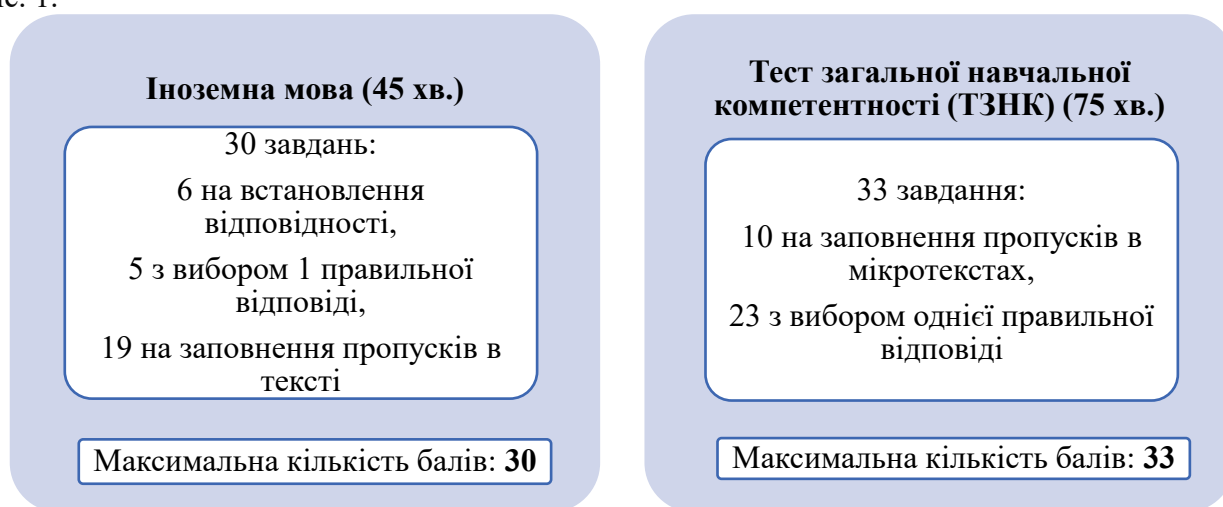 Іноземна мова (45 хв.)
30 завдань:
6 на встановлення
відповідності,
5 з вибором 1 правильної
відповіді,
19 на заповнення пропусків в
тексті
Максимальна кількість балів: 30
Тест загальної навчальної
компетентності (ТЗНК) (75 хв.)
33 завдання:
10 на заповнення пропусків в
мікротекстах,
23 з вибором однієї правильної
відповіді
Максимальна кількість балів: 33